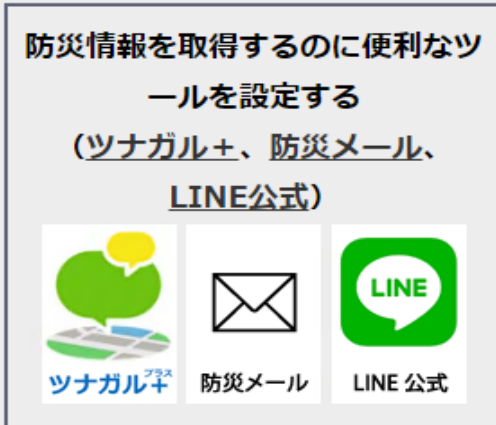 防災情報を取得するのに便利なツ
ールを設定する
（ツナガル＋、防災メール、
LINE公式）
LINE
プラス
ツナガル＋ 防災メール LINE 公式